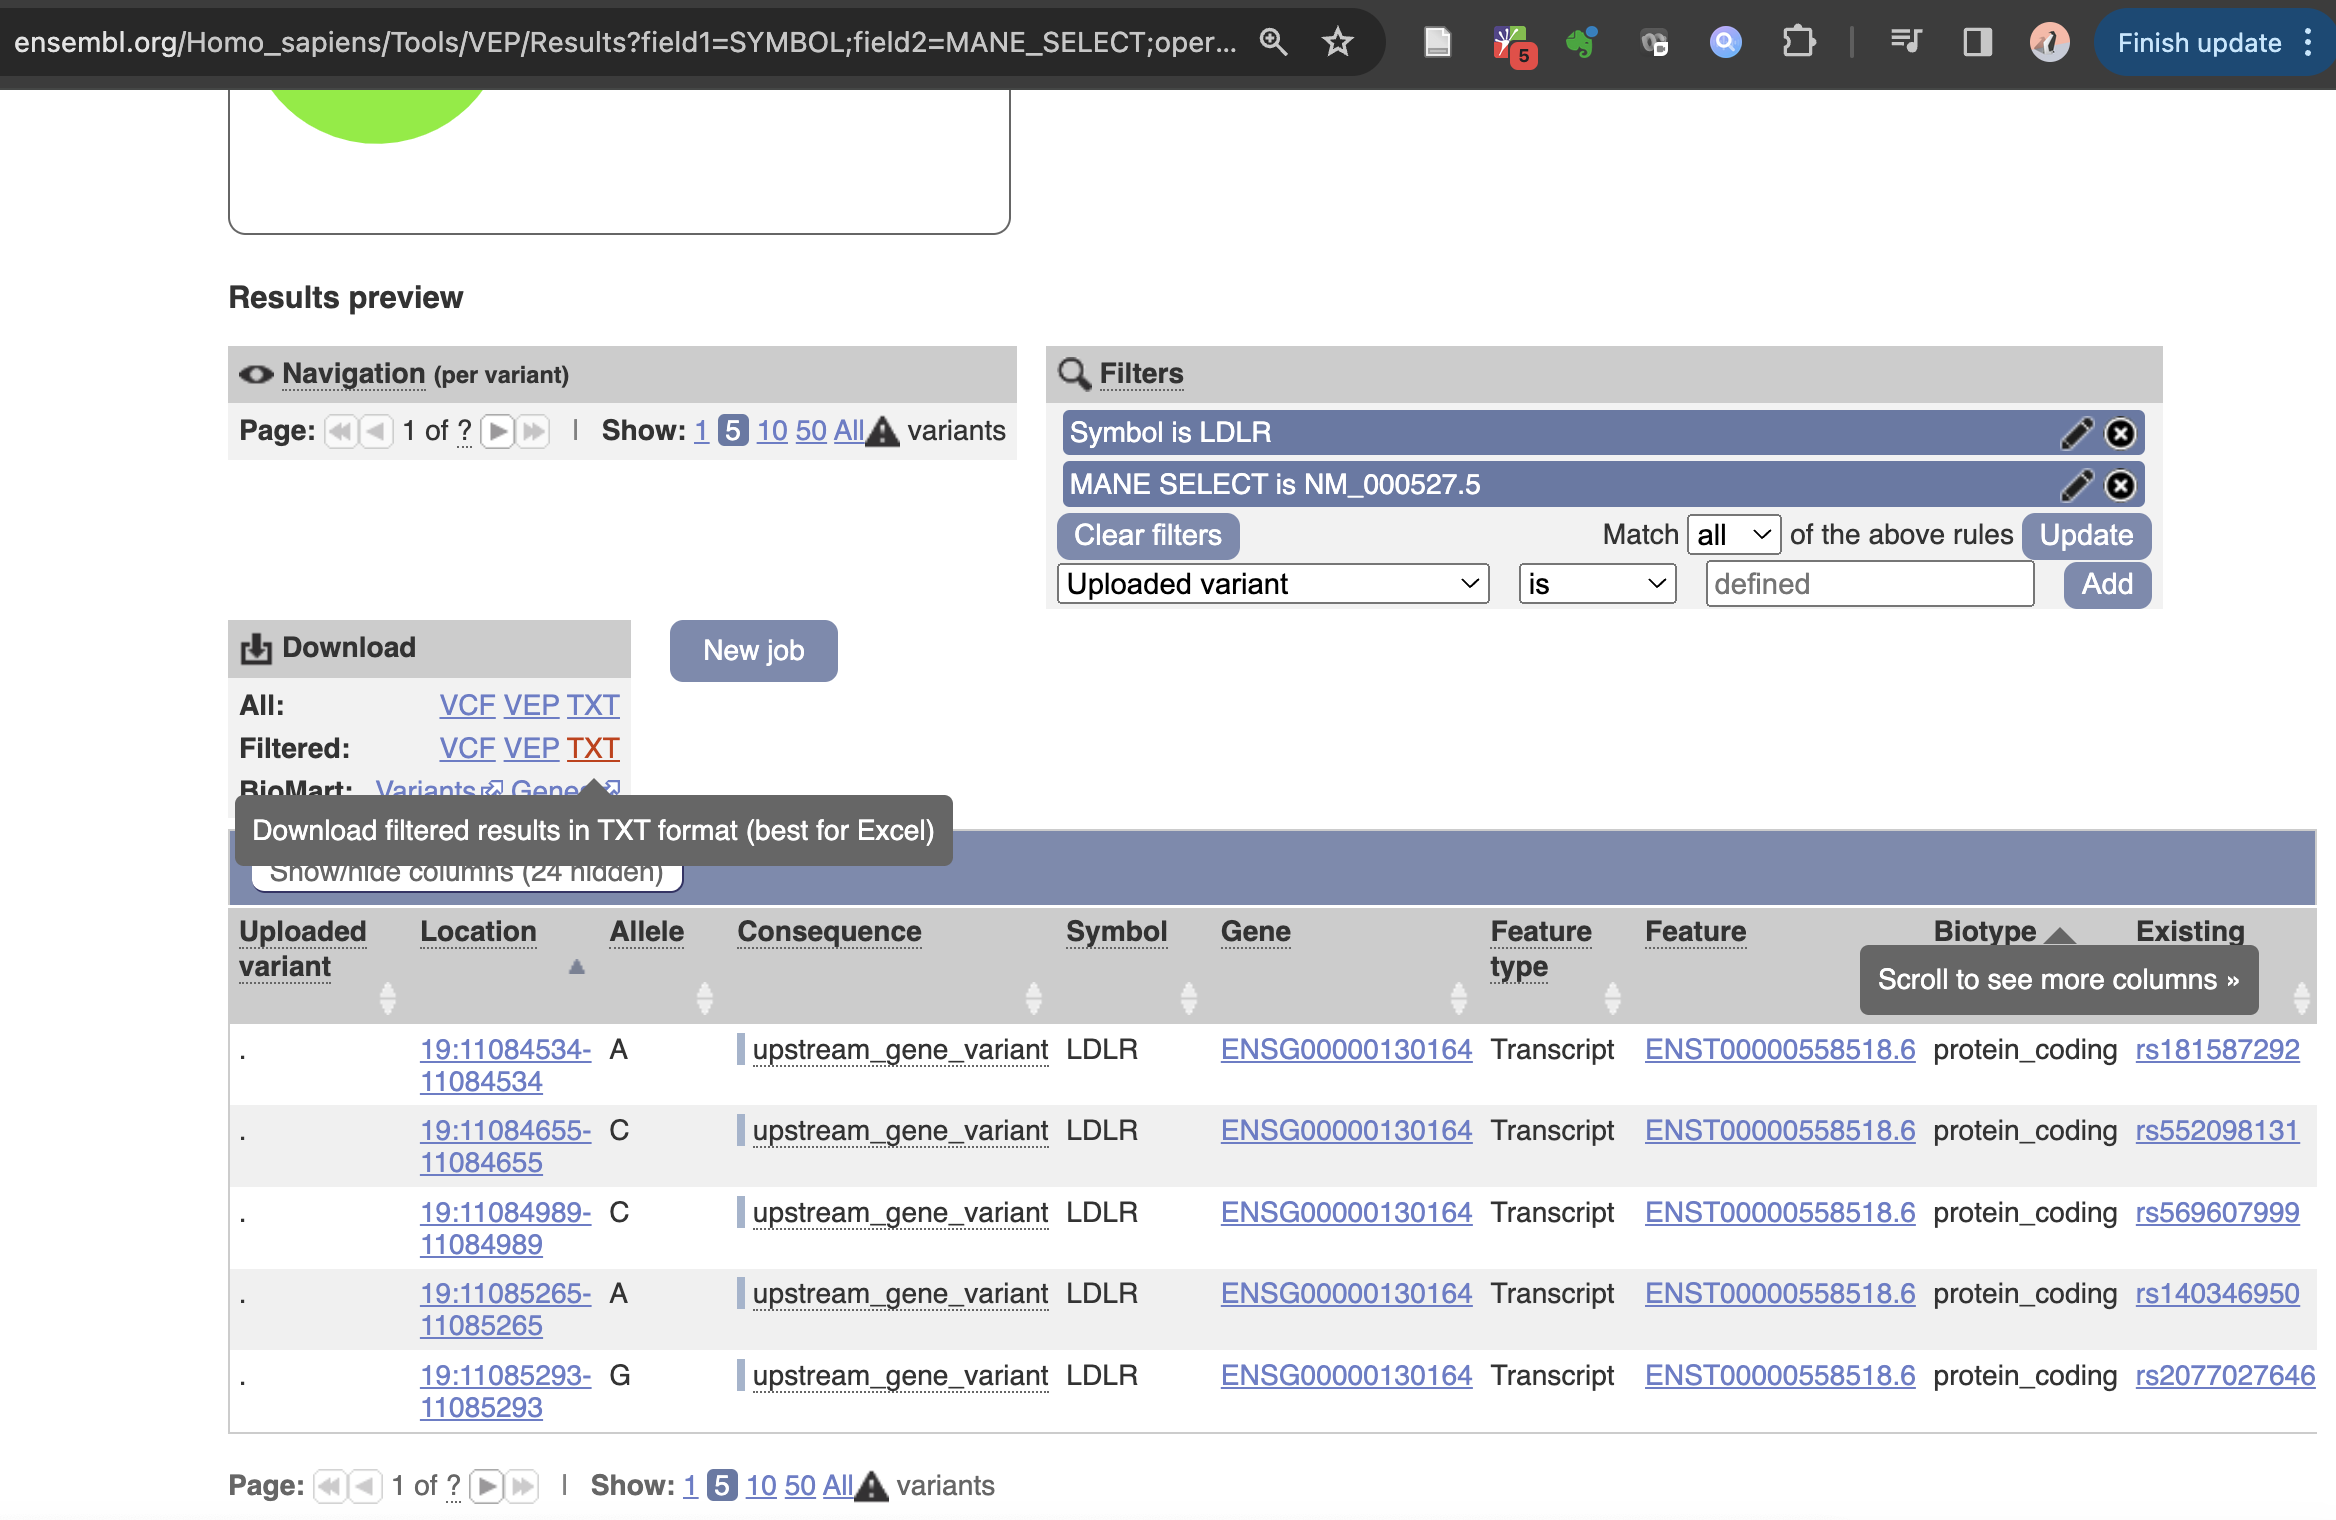 ensembl.org/Homo_sapiens/Tools/VEP/Results?field1=SYMBOL;field2=MANE_SELECT;oper...
5
Finish update
Results preview
Navigation (per variant)
Page: 1 of ? | Show: 1 5 10 50 All variants
Filters
Symbol is LDLR
MANE SELECT is NM_000527.5
Clear filters Match all of the above rules Update
Uploaded variant is defined Add
Download
New job
All: VCF VEP TXT
Filtered: VCF VEP TXT
BioMart: Variants Genes
Download filtered results in TXT format (best for Excel)
Show/hide columns (24 hidden)
Uploaded variant Location Allele Consequence Symbol Gene Feature type Feature Biotype Existing
Scroll to see more columns »
. 19:11084534- A upstream_gene_variant LDLR ENSG00000130164 Transcript ENST00000558518.6 protein_coding rs181587292
11084534
. 19:11084655- C upstream_gene_variant LDLR ENSG00000130164 Transcript ENST00000558518.6 protein_coding rs552098131
11084655
. 19:11084989- C upstream_gene_variant LDLR ENSG00000130164 Transcript ENST00000558518.6 protein_coding rs569607999
11084989
. 19:11085265- A upstream_gene_variant LDLR ENSG00000130164 Transcript ENST00000558518.6 protein_coding rs140346950
11085265
. 19:11085293- G upstream_gene_variant LDLR ENSG00000130164 Transcript ENST00000558518.6 protein_coding rs2077027646
11085293
Page: 1 of ? | Show: 1 5 10 50 All variants